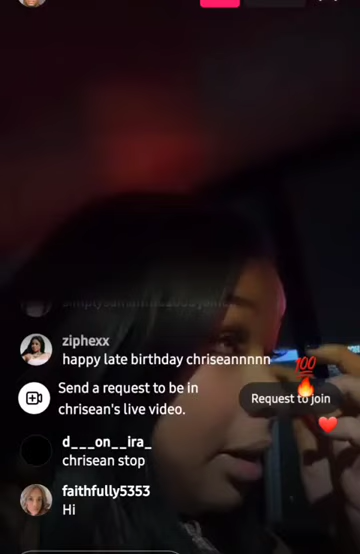 ziphexx
happy late birthday chriseannnnn
100
Send a request to be in
chrisean's live video.
Request to join
d___on__ira_
chrisean stop
faithfully5353
Hi